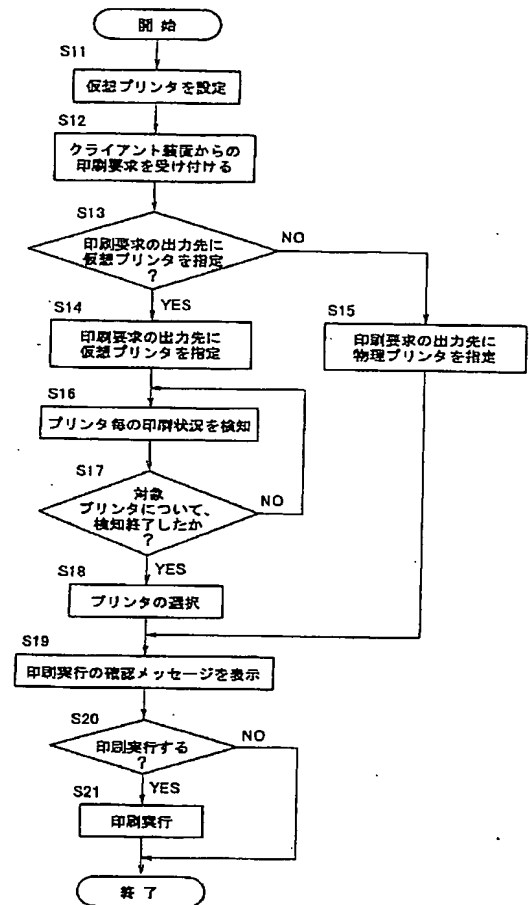 開 始
S11
仮想プリンタを設定
S12
クライアント装置からの
印刷要求を受け付ける
S13
印刷要求の出力先に
仮想プリンタを指定
?
NO
YES
S14
印刷要求の出力先に
仮想プリンタを指定
S15
印刷要求の出力先に
物理プリンタを指定
S16
プリンタ毎の印刷状況を検知
S17
対象
プリンタについて、
検知終了したか
?
NO
YES
S18
プリンタの選択
S19
印刷実行の確認メッセージを表示
S20
印刷実行する
?
NO
YES
S21
印刷実行
終 了